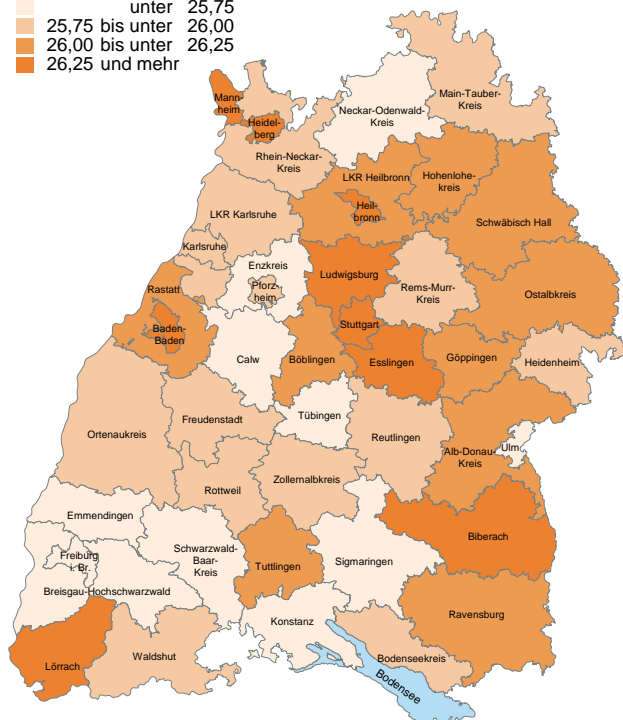 unter 25,75
25,75 bis unter 26,00
26,00 bis unter 26,25
26,25 und mehr
Mann-
heim
Heidel-
berg
Neckar-Odenwald-
Kreis
Main-Tauber-
Kreis
Rhein-Neckar-
Kreis
LKR Heilbronn
Hohenlohe-
kreis
Heil-
bronn
LKR Karlsruhe
Schwäbisch Hall
Karlsruhe
Enzkreis
Ludwigsburg
Pforz-
heim
Rems-Murr-
Kreis
Rastatt
Ostalbkreis
Baden-
Baden
Stuttgart
Calw
Böblingen
Esslingen
Göppingen
Heidenheim
Tübingen
Freudenstadt
Ortenaukreis
Reutlingen
Alb-Donau-
Kreis
Ulm
Zollernalbkreis
Rottweil
Emmendingen
Biberach
Freiburg
i. Br.
Schwarzwald-
Baar-
Kreis
Tuttlingen
Sigmaringen
Breisgau-Hochschwarzwald
Konstanz
Ravensburg
Lörrach
Waldshut
Bodenseekreis
Bodensee